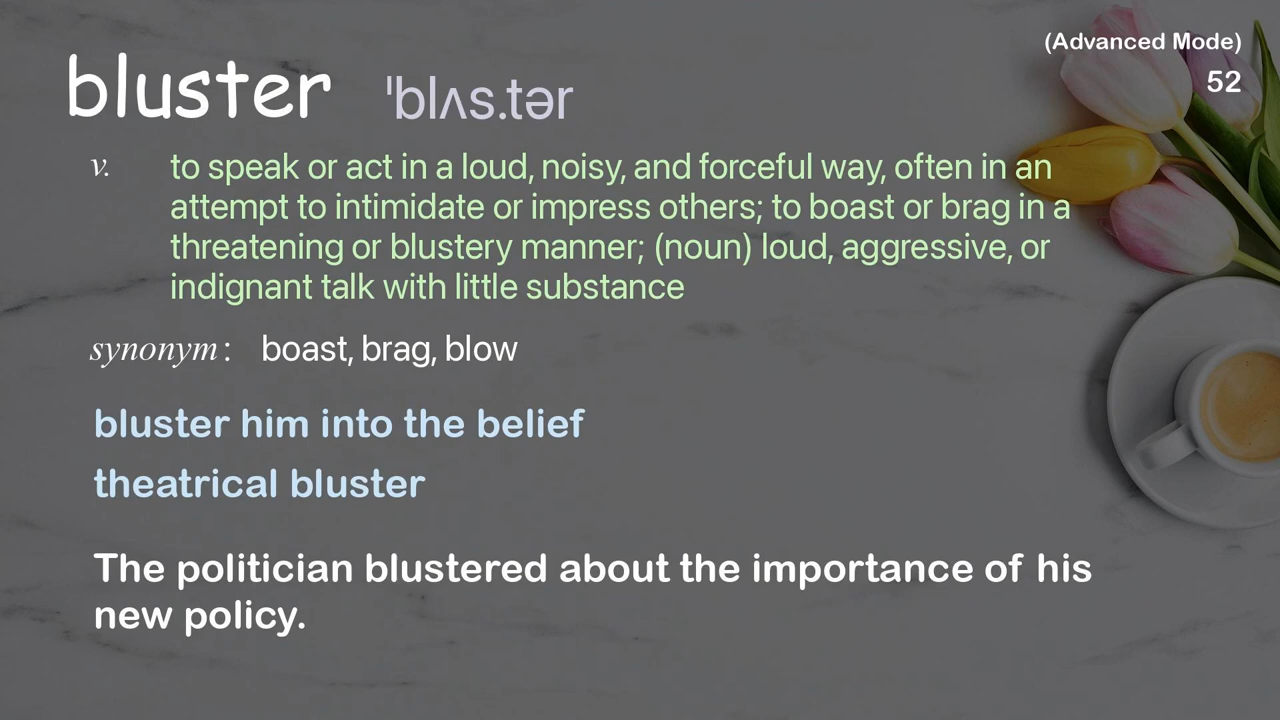 (Advanced Mode)
52
bluster ˈblʌs.tər
v. to speak or act in a loud, noisy, and forceful way, often in an
attempt to intimidate or impress others; to boast or brag in a
threatening or blustery manner; (noun) loud, aggressive, or
indignant talk with little substance
synonym : boast, brag, blow
bluster him into the belief
theatrical bluster
The politician blustered about the importance of his
new policy.